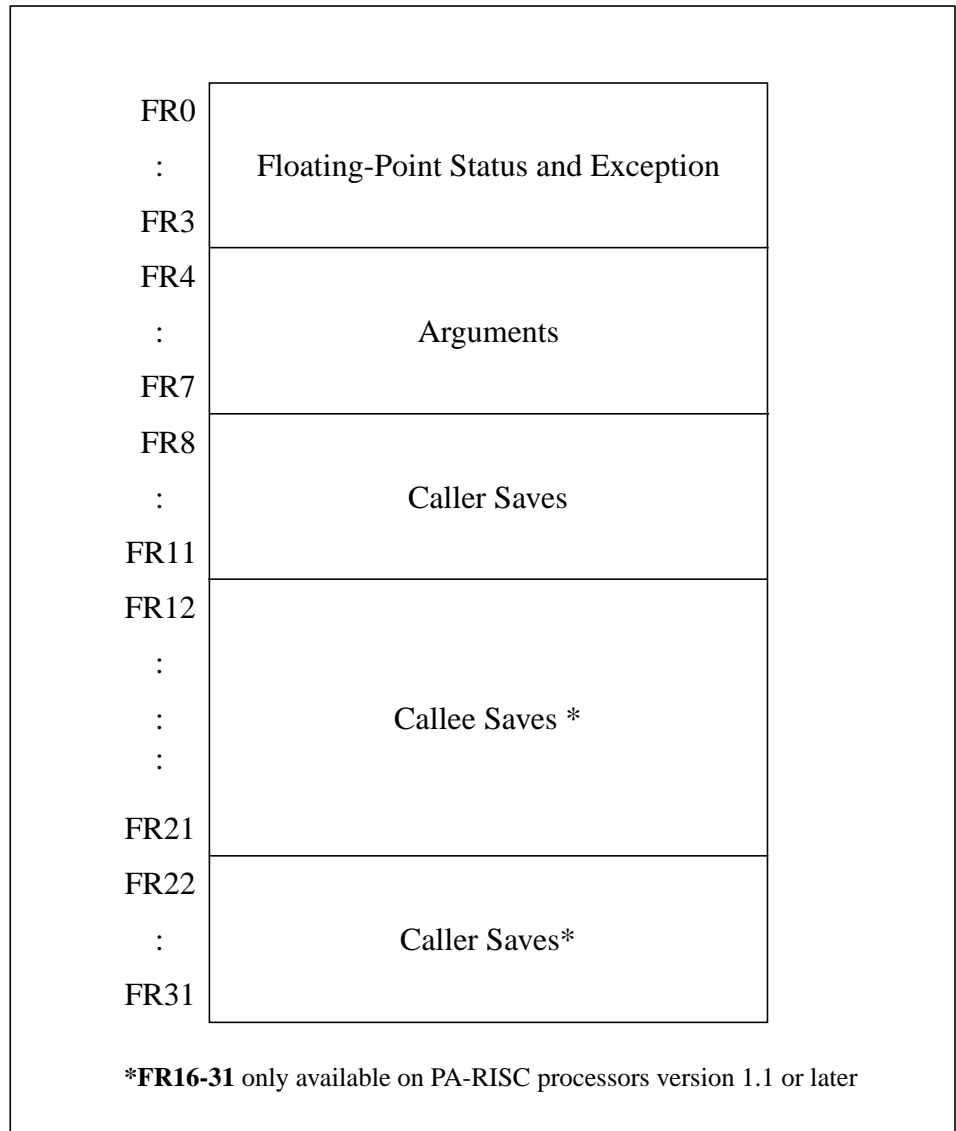 FR0
: Floating-Point Status and Exception
FR3
FR4
: Arguments
FR7
FR8
: Caller Saves
FR11
FR12
:
: Callee Saves *
:
FR21
FR22
: Caller Saves*
FR31
*FR16-31 only available on PA-RISC processors version 1.1 or later